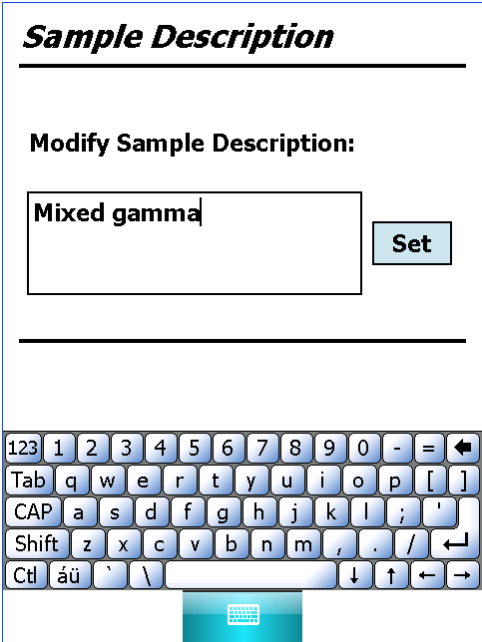 Sample Description
Modify Sample Description:
Mixed gamma
Set
123 1 2 3 4 5 6 7 8 9 0 - = 🡄
Tab q w e r t y u i o p [ ]
CAP a s d f g h j k l ; '
Shift z x c v b n m , . / ↵
Ctl áü ` \ ↓ ↑ ← →